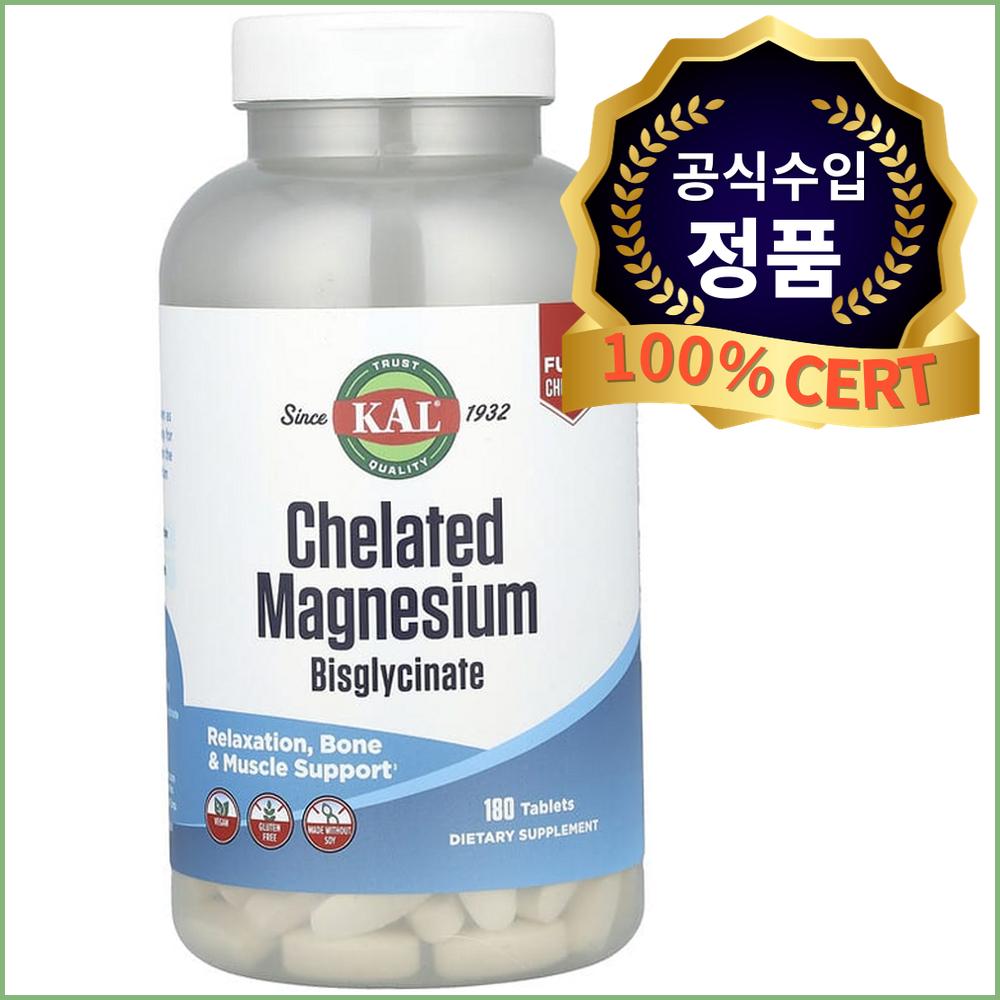 공식수입
정품
100% CERT
TRUST
Since KAL® 1932
QUALITY
Chelated
Magnesium
Bisglycinate
Relaxation, Bone
& Muscle Support
VEGAN
GLUTEN
FREE
MADE WITHOUT
SOY
180 Tablets
DIETARY SUPPLEMENT